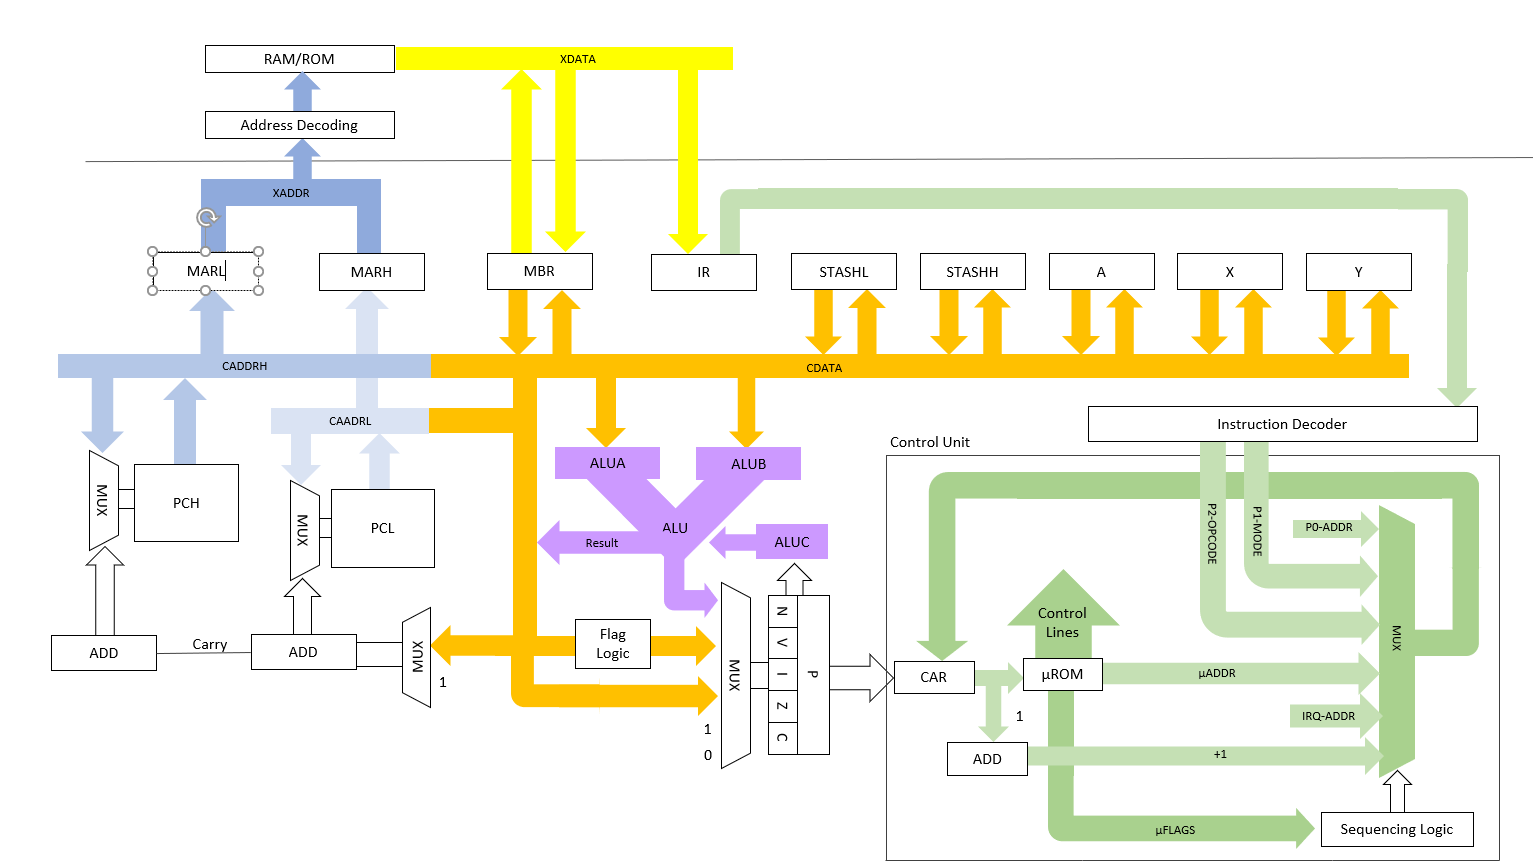 RAM/ROM
XDATA
Address Decoding
XADDR
MARL
MARH
MBR
IR
STASHL
STASHH
A
X
Y
CADDRH
CDATA
CAADRL
Instruction Decoder
Control Unit
MUX
PCH
MUX
PCL
ALUA
ALUB
ALU
Result
ALUC
P2-OPCODE
P1-MODE
P0-ADDR
ADD
Carry
ADD
MUX
1
Flag
Logic
MUX
1
0
N
V
I
Z
C
P
CAR
Control
Lines
µROM
µADDR
MUX
1
IRQ-ADDR
ADD
+1
µFLAGS
Sequencing Logic